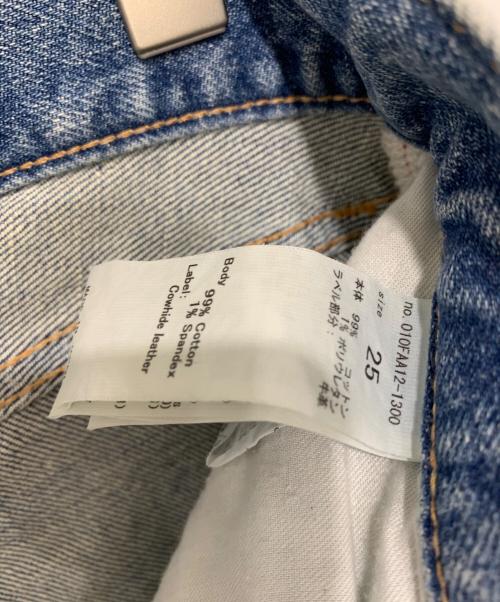 no. 010FAA12-1300
size 25
本体 99% コットン
1% ポリウレタン
ラベル部分: 牛革
Body
99% Cotton
1% Spandex
Label:
Cowhide leather